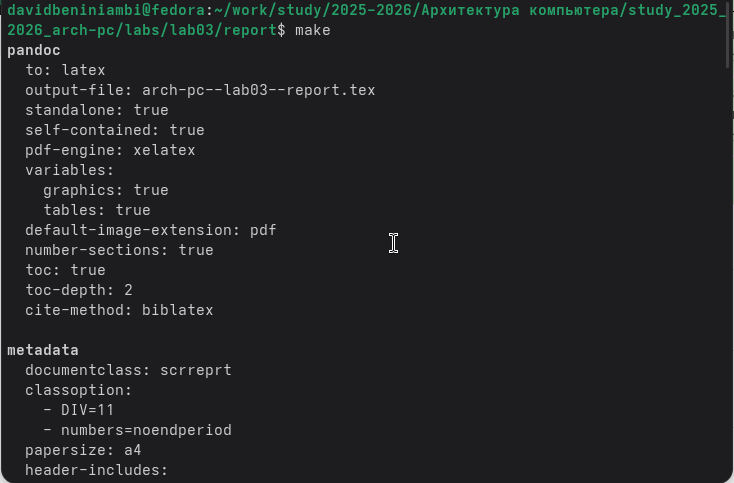 davidbeniniambi@fedora:~/work/study/2025-2026/Архитектура компьютера/study_2025_
2026_arch-pc/labs/lab03/report$ make
pandoc
  to: latex
  output-file: arch-pc--lab03--report.tex
  standalone: true
  self-contained: true
  pdf-engine: xelatex
  variables:
    graphics: true
    tables: true
  default-image-extension: pdf
  number-sections: true
  toc: true
  toc-depth: 2
  cite-method: biblatex

metadata
  documentclass: scrreprt
  classoption:
    - DIV=11
    - numbers=noendperiod
  papersize: a4
  header-includes: